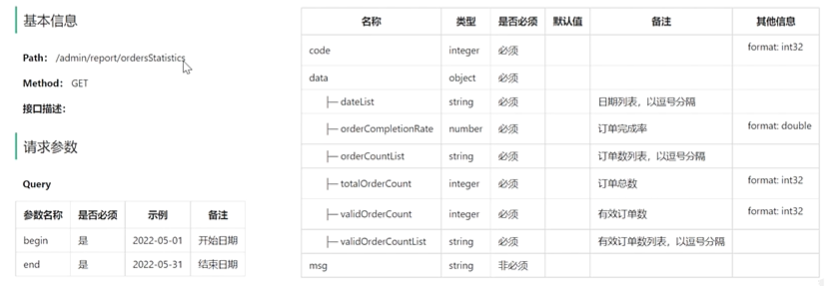 基本信息
Path： /admin/report/ordersStatistics
Method： GET
接口描述：
请求参数
Query
参数名称 是否必须 示例 备注
begin 是 2022-05-01 开始日期
end 是 2022-05-31 结束日期
名称 类型 是否必须 默认值 备注 其他信息
code integer 必须 format: int32
data object 必须
├─ dateList string 必须 日期列表，以逗号分隔
├─ orderCompletionRate number 必须 订单完成率 format: double
├─ orderCountList string 必须 订单数列表，以逗号分隔
├─ totalOrderCount integer 必须 订单总数 format: int32
├─ validOrderCount integer 必须 有效订单数 format: int32
├─ validOrderCountList string 必须 有效订单数列表，以逗号分隔
msg string 非必须